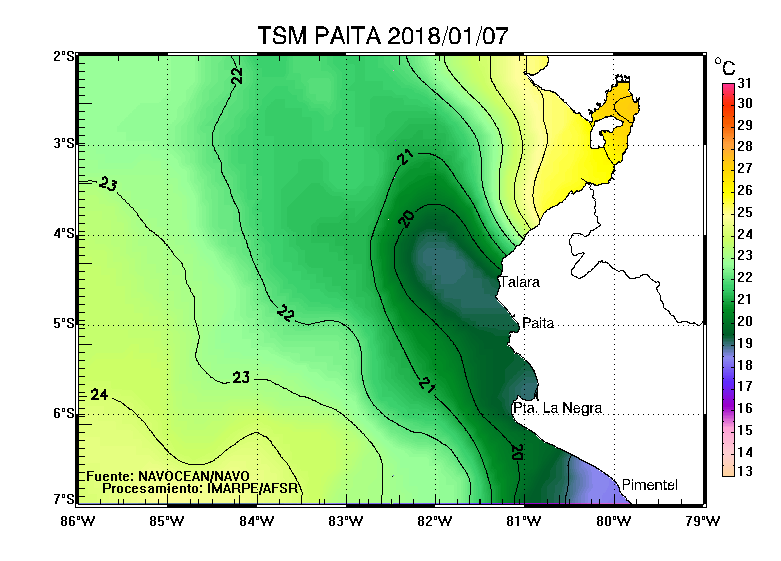 TSM PAITA 2018/01/07
°C
2°S
3°S
4°S
5°S
6°S
7°S
22
21
23
20
22
23
21
24
20
Talara
Paita
Pta. La Negra
Pimentel
Fuente: NAVOCEAN/NAVO
Procesamiento: IMARPE/AFSR
86°W 85°W 84°W 83°W 82°W 81°W 80°W 79°W
31
30
29
28
27
26
25
24
23
22
21
20
19
18
17
16
15
14
13